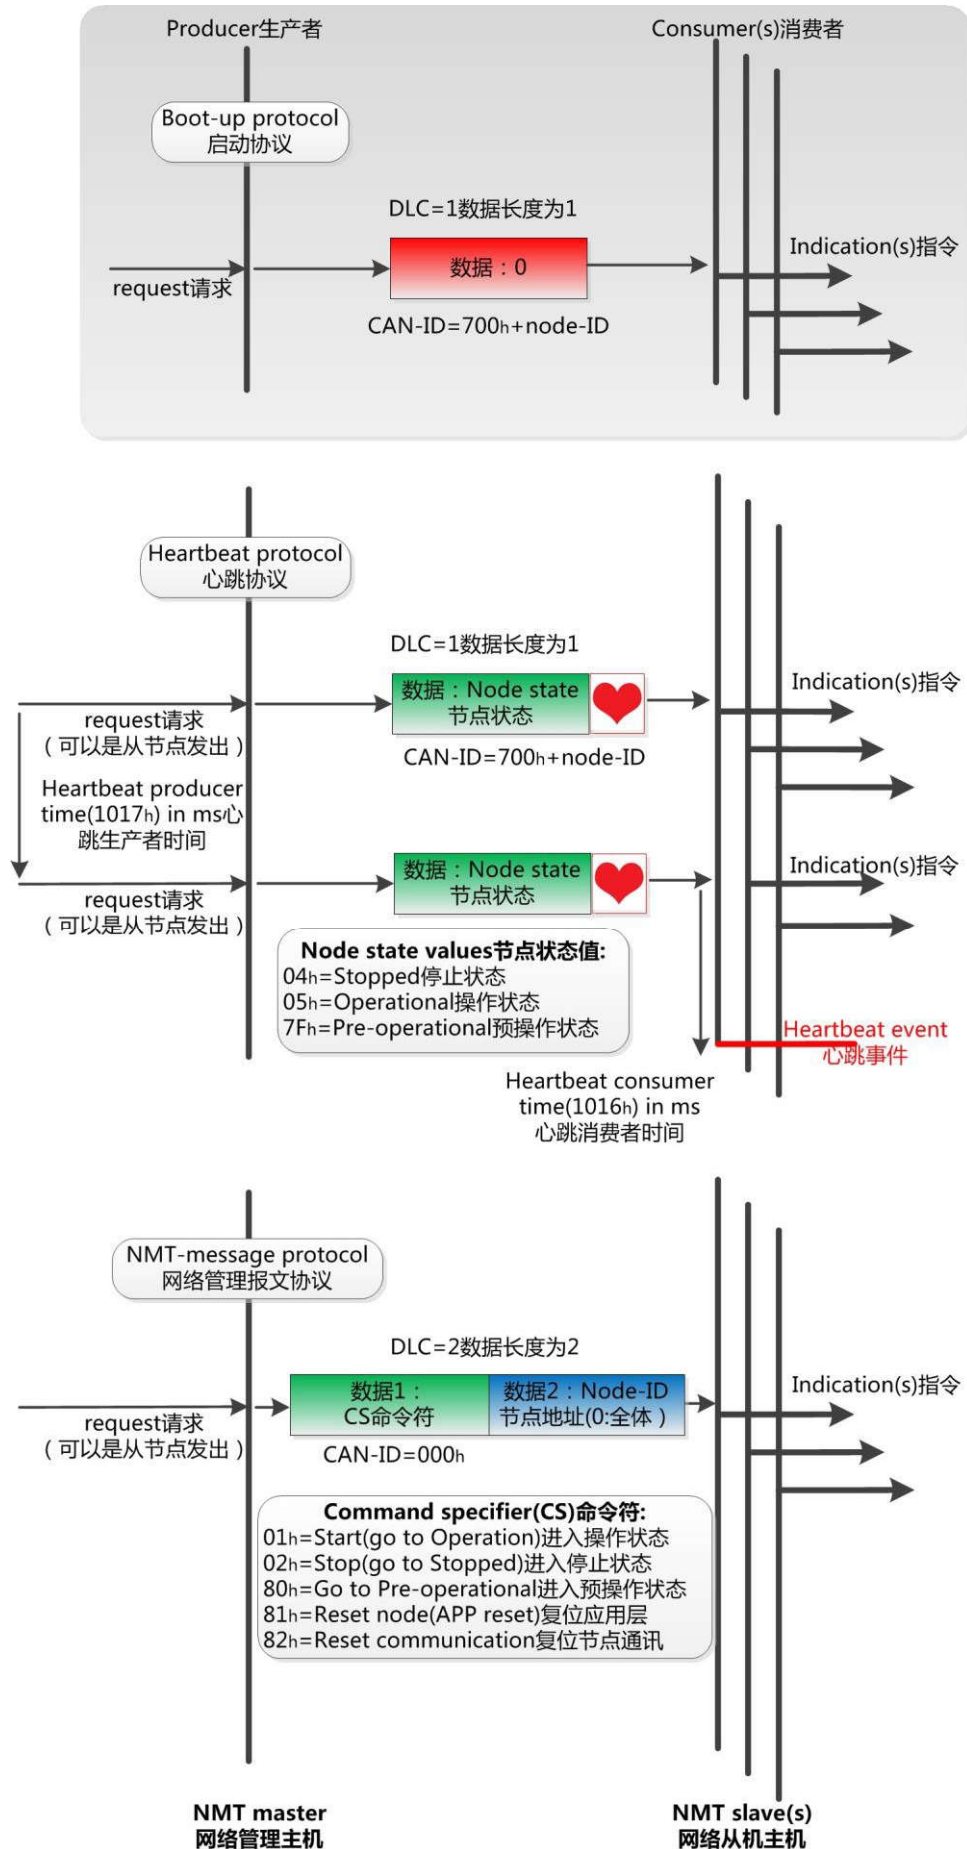 Producer生产者
Consumer(s)消费者
Boot-up protocol
启动协议
DLC=1数据长度为1
Indication(s)指令
数据：0
request请求
CAN-ID=700h+node-ID
Heartbeat protocol
心跳协议
DLC=1数据长度为1
Indication(s)指令
数据：Node state
节点状态
request请求
（可以是从节点发出）
CAN-ID=700h+node-ID
Heartbeat producer
time(1017h) in ms心
跳生产者时间
数据：Node state
节点状态
Indication(s)指令
request请求
（可以是从节点发出）
Node state values节点状态值:
04h=Stopped停止状态
05h=Operational操作状态
7Fh=Pre-operational预操作状态
Heartbeat event
心跳事件
Heartbeat consumer
time(1016h) in ms
心跳消费者时间
NMT-message protocol
网络管理报文协议
DLC=2数据长度为2
Indication(s)指令
数据1：
CS命令符
数据2：Node-ID
节点地址(0:全体）
request请求
（可以是从节点发出）
CAN-ID=000h
Command specifier(CS)命令符:
01h=Start(go to Operation)进入操作状态
02h=Stop(go to Stopped)进入停止状态
80h=Go to Pre-operational进入预操作状态
81h=Reset node(APP reset)复位应用层
82h=Reset communication复位节点通讯
NMT master
网络管理主机
NMT slave(s)
网络从机主机